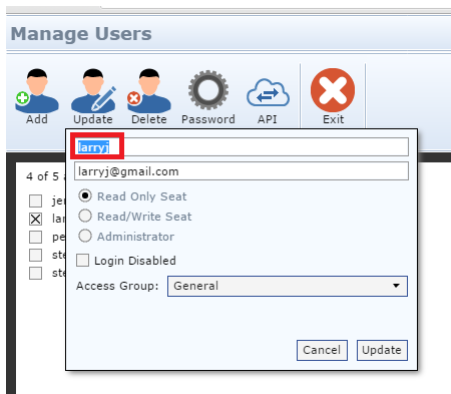 Manage Users
Add Update Delete Password API Exit
larryj
larryj@gmail.com
4 of 5
Read Only Seat
Read/Write Seat
Administrator
Login Disabled
Access Group: General
Cancel Update